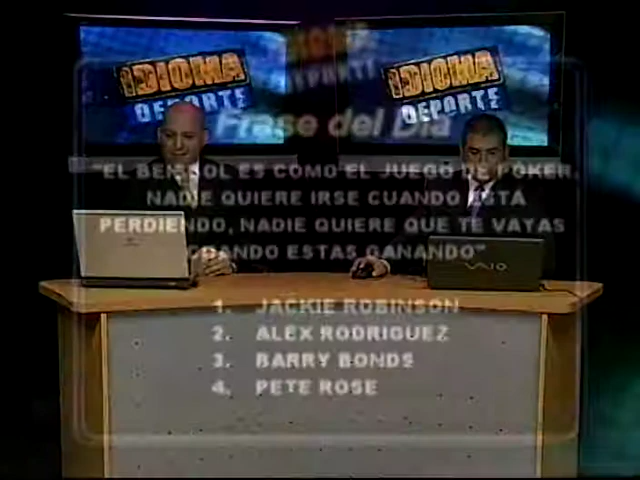 IDIOMA
DEPORTE
IDIOMA
DEPORTE
IDIOMA
DEPORTE
Frase del Día
"EL BEISBOL ES COMO EL JUEGO DE POKER,
NADIE QUIERE IRSE CUANDO ESTA
PERDIENDO, NADIE QUIERE QUE TE VAYAS
CUANDO ESTAS GANANDO"
1. JACKIE ROBINSON
2. ALEX RODRIGUEZ
3. BARRY BONDS
4. PETE ROSE
VAIO